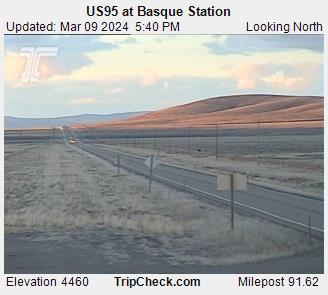 US95 at Basque Station
Updated: Mar 09 2024 5:40 PM Looking North
Elevation 4460 TripCheck.com Milepost 91.62